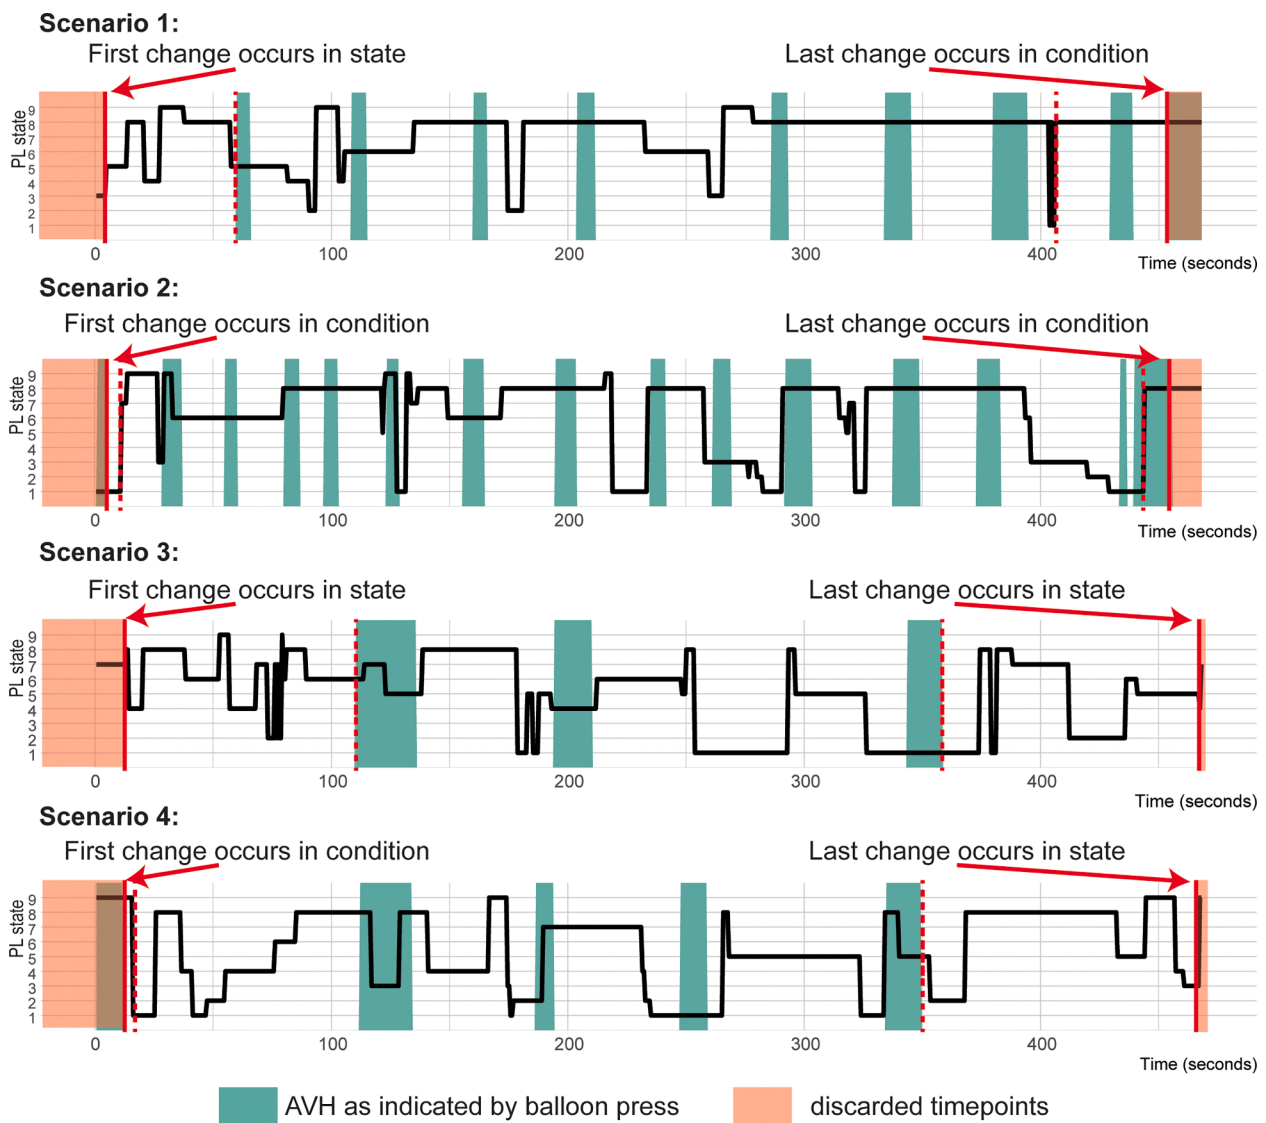 Scenario 1:
First change occurs in state
Last change occurs in condition
PL state
9
8
7
6
5
4
3
2
1
0 100 200 300 400
Time (seconds)
Scenario 2:
First change occurs in condition
Last change occurs in condition
PL state
9
8
7
6
5
4
3
2
1
0 100 200 300 400
Time (seconds)
Scenario 3:
First change occurs in state
Last change occurs in state
PL state
9
8
7
6
5
4
3
2
1
0 100 200 300 400
Time (seconds)
Scenario 4:
First change occurs in condition
Last change occurs in state
PL state
9
8
7
6
5
4
3
2
1
0 100 200 300 400
Time (seconds)
AVH as indicated by balloon press
discarded timepoints